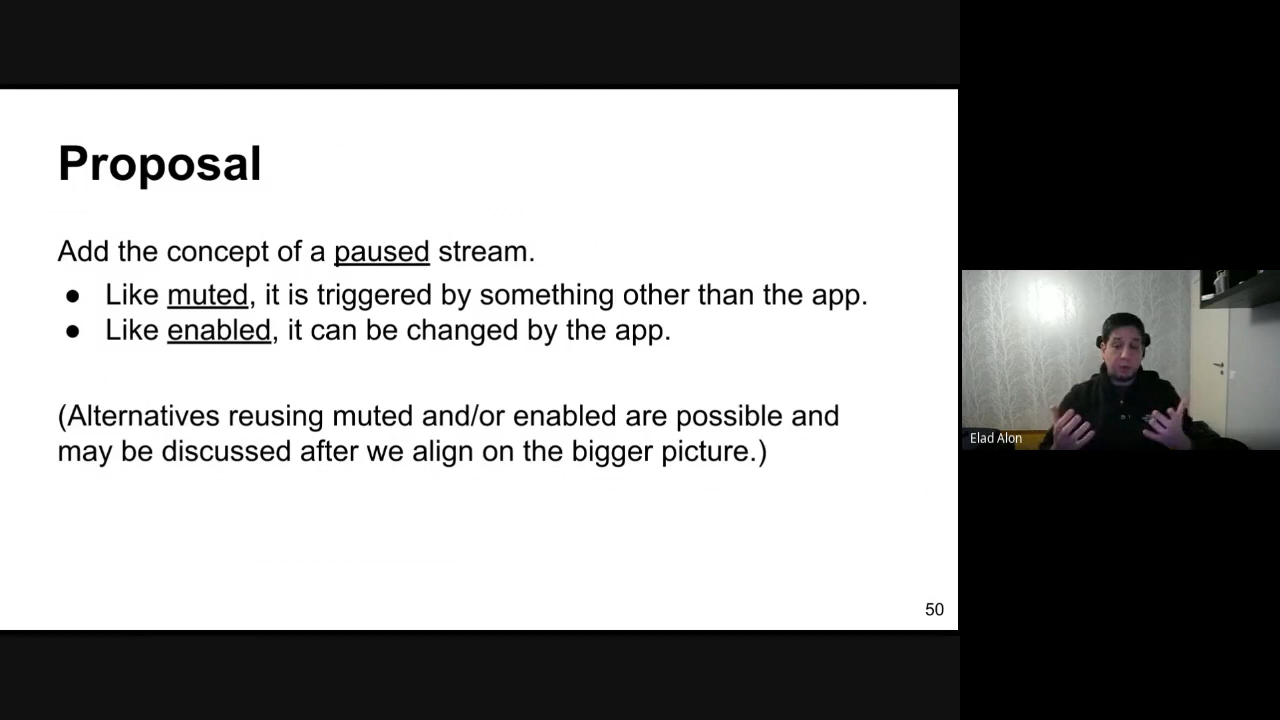 Proposal
Add the concept of a paused stream.
● Like muted, it is triggered by something other than the app.
● Like enabled, it can be changed by the app.
(Alternatives reusing muted and/or enabled are possible and
may be discussed after we align on the bigger picture.)
50
Elad Alon